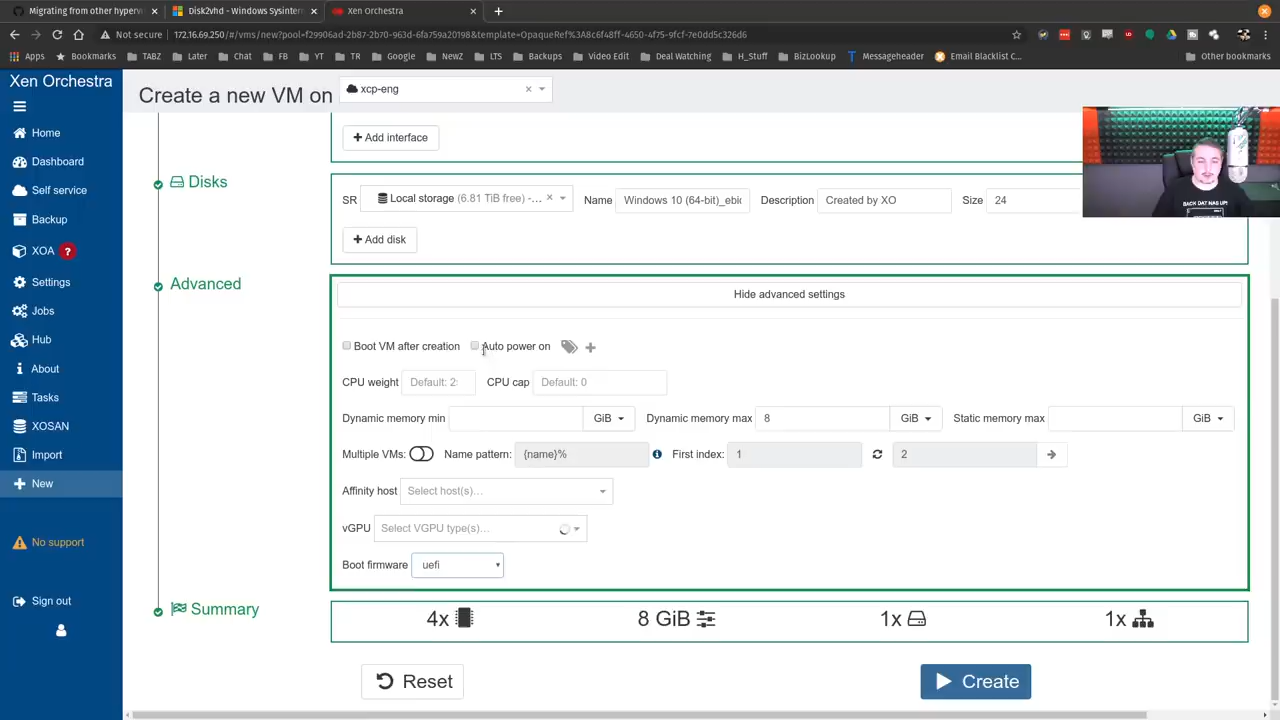 Migrating from other hyperv
Disk2vhd - Windows Sysintern
Xen Orchestra
Not secure
172.16.69.250/#/vms/new?pool=f29906ad-2b87-2b70-963d-6fa759a20198&template=OpaqueRef%3A8c6f48ff-4650-4f75-9fcf-7e0dd5c326d6
Apps
Bookmarks
TABZ
Later
Chat
FB
YT
TR
Google
NewZ
LTS
Backups
Video Edit
Deal Watching
H_Stuff
BizLookup
Messageheader
Email Blacklist C...
Other bookmarks
Xen Orchestra
Home
Dashboard
Self service
Backup
XOA ?
Settings
Jobs
Hub
About
Tasks
XOSAN
Import
New
No support
Sign out
Create a new VM on
xcp-eng
Add interface
Disks
SR
Local storage (6.81 TiB free) -...
Name
Windows 10 (64-bit)_ebi
Description
Created by XO
Size
24
Add disk
Advanced
Hide advanced settings
Boot VM after creation
Auto power on
CPU weight
Default: 2
CPU cap
Default: 0
Dynamic memory min
GiB
Dynamic memory max
8
GiB
Static memory max
GiB
Multiple VMs:
Name pattern:
{name}%
First index:
1
2
Affinity host
Select host(s)...
vGPU
Select VGPU type(s)...
Boot firmware
uefi
Summary
4x
8 GiB
1x
1x
Reset
Create
BACK DAT NAS UP!